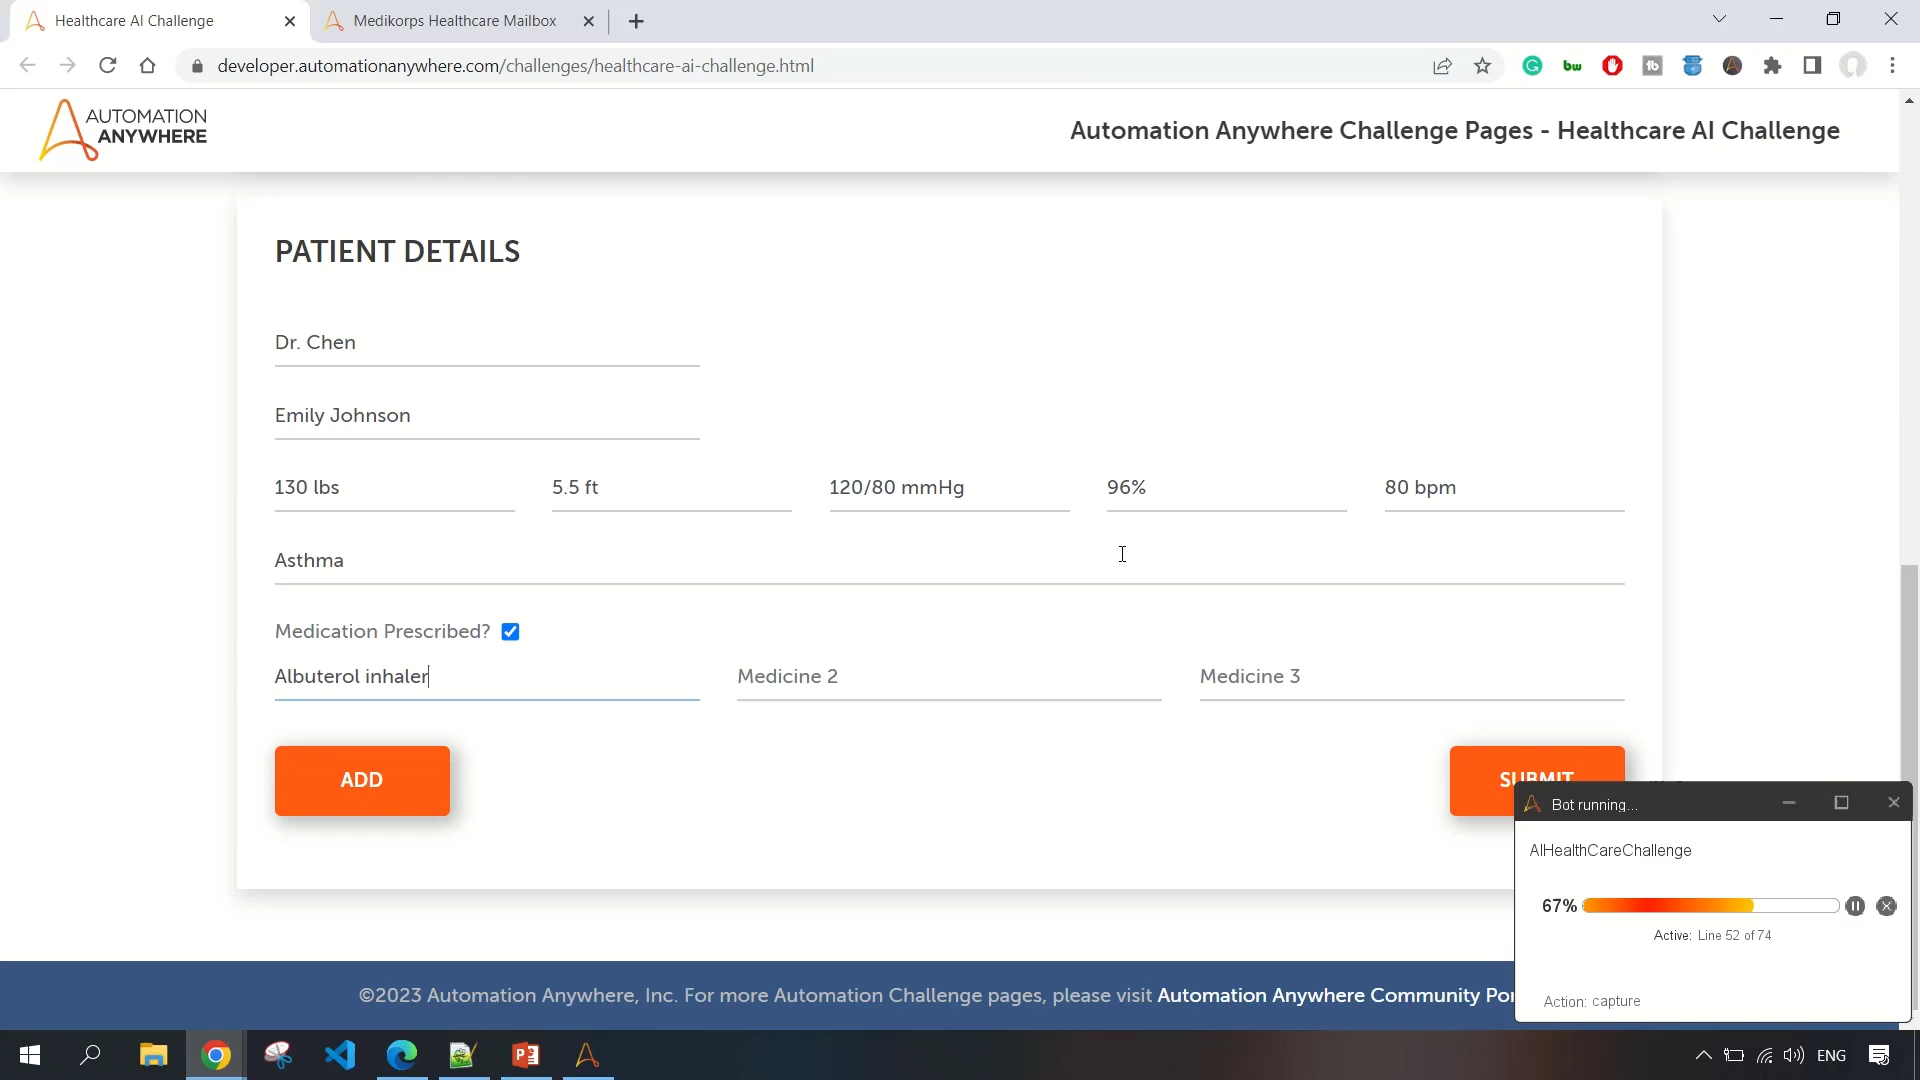 Healthcare AI Challenge
Medikorps Healthcare Mailbox
developer.automationanywhere.com/challenges/healthcare-ai-challenge.html
AUTOMATION
ANYWHERE
Automation Anywhere Challenge Pages - Healthcare AI Challenge
PATIENT DETAILS
Dr. Chen
Emily Johnson
130 lbs
5.5 ft
120/80 mmHg
96%
80 bpm
Asthma
Medication Prescribed?
Albuterol inhaler
Medicine 2
Medicine 3
ADD
SUBMIT
Bot running...
AIHealthCareChallenge
67%
Active: Line 52 of 74
Action: capture
©2023 Automation Anywhere, Inc. For more Automation Challenge pages, please visit Automation Anywhere Community Por
ENG